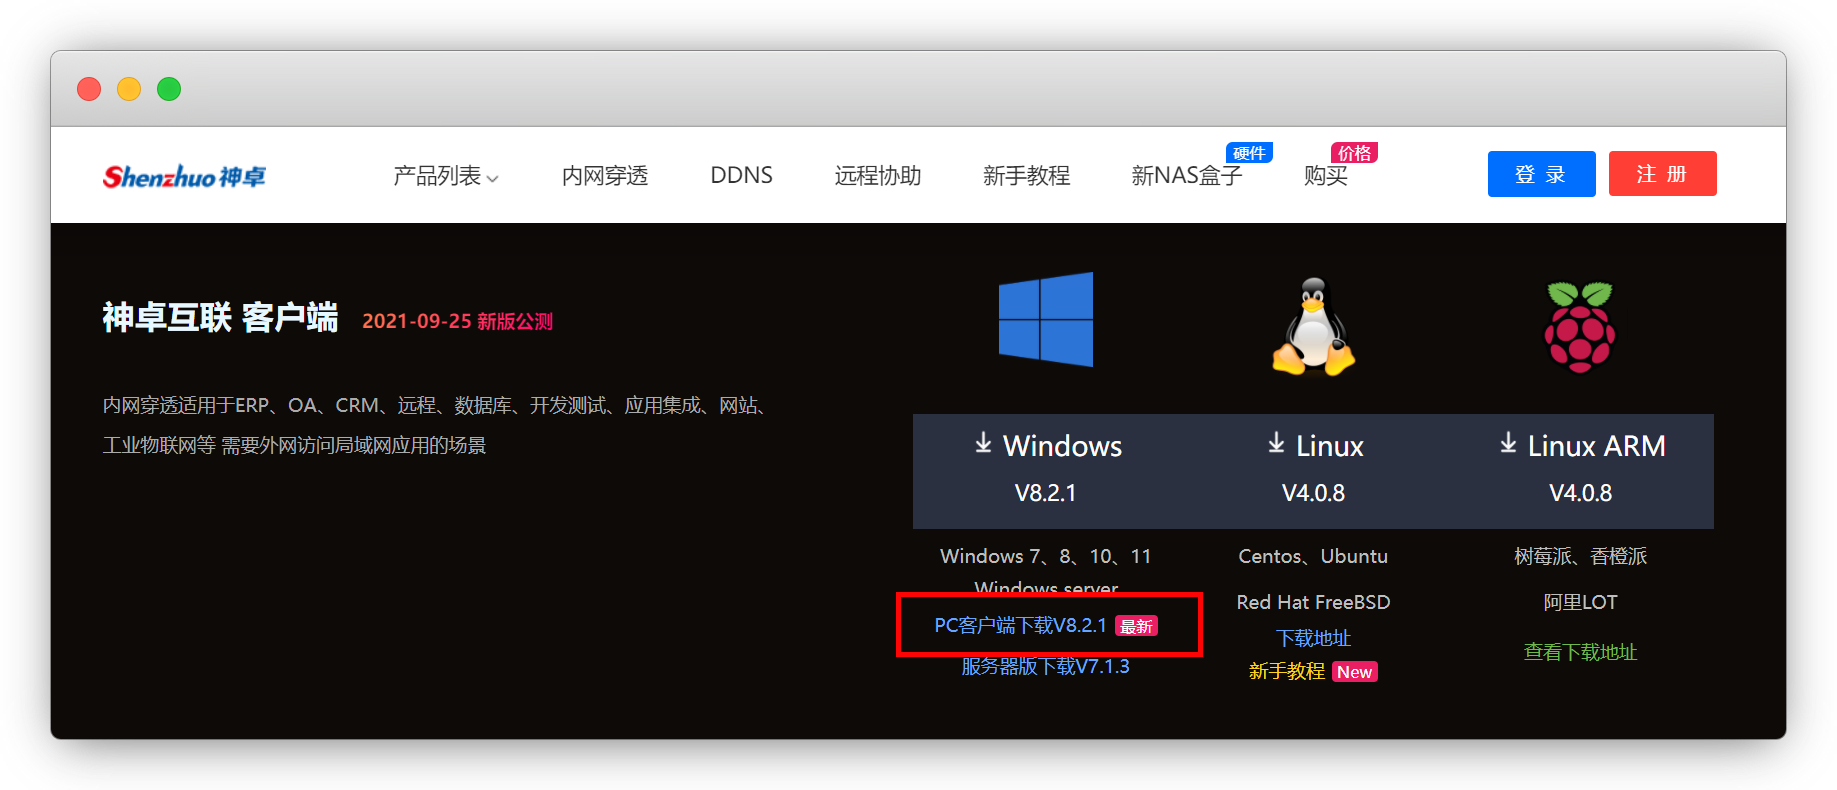 Shenzhuo 神卓
产品列表
内网穿透
DDNS
远程协助
新手教程
新NAS盒子
硬件
购买
价格
登 录
注 册
神卓互联 客户端 2021-09-25 新版公测
内网穿透适用于ERP、OA、CRM、远程、数据库、开发测试、应用集成、网站、
工业物联网等 需要外网访问局域网应用的场景
Windows
V8.2.1
Windows 7、8、10、11
Windows server
PC客户端下载V8.2.1 最新
服务器版下载V7.1.3
Linux
V4.0.8
Centos、Ubuntu
Red Hat FreeBSD
下载地址
新手教程 New
Linux ARM
V4.0.8
树莓派、香橙派
阿里LOT
查看下载地址